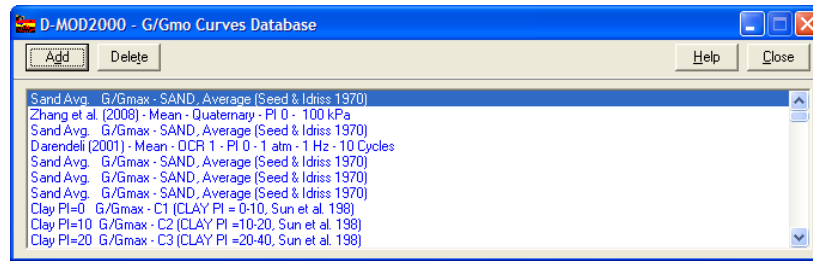 D-MOD2000 - G/Gmo Curves Database
Add Delete Help Close
Sand Avg. G/Gmax - SAND, Average (Seed & Idriss 1970)
Zhang et al. (2008) - Mean - Quaternary - PI 0 - 100 kPa
Sand Avg. G/Gmax - SAND, Average (Seed & Idriss 1970)
Darendeli (2001) - Mean - OCR 1 - PI 0 - 1 atm - 1 Hz - 10 Cycles
Sand Avg. G/Gmax - SAND, Average (Seed & Idriss 1970)
Sand Avg. G/Gmax - SAND, Average (Seed & Idriss 1970)
Sand Avg. G/Gmax - SAND, Average (Seed & Idriss 1970)
Clay PI=0 G/Gmax - C1 (CLAY PI = 0-10, Sun et al. 198)
Clay PI=10 G/Gmax - C2 (CLAY PI =10-20, Sun et al. 198)
Clay PI=20 G/Gmax - C3 (CLAY PI =20-40, Sun et al. 198)